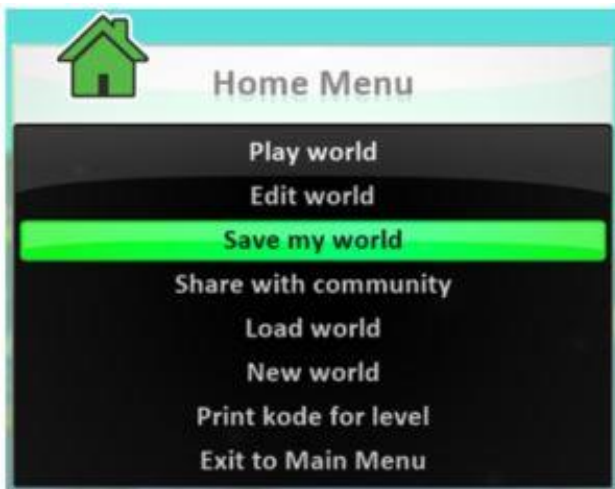 Home Menu
Play world
Edit world
Save my world
Share with community
Load world
New world
Print kode for level
Exit to Main Menu